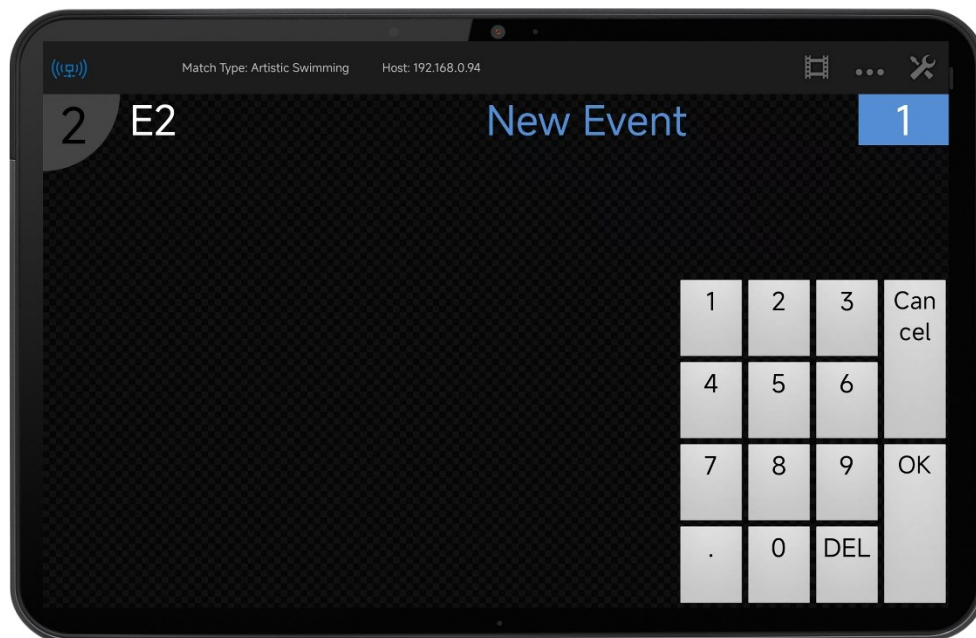 Match Type: Artistic Swimming Host: 192.168.0.94
2 E2 New Event 1
1 2 3 Can
cel
4 5 6
7 8 9 OK
. 0 DEL